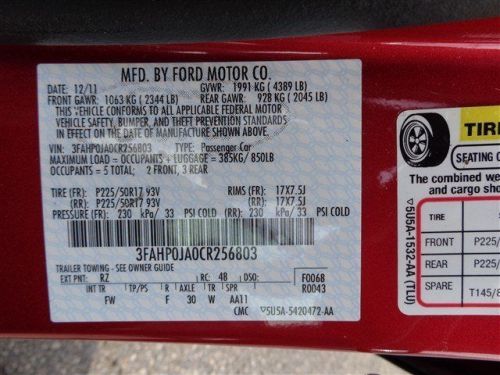 MFD. BY FORD MOTOR CO.
12/11 GVWR: 1991 KG ( 4389 LB)
FRONT GAWR: 1063 KG ( 2344 LB) REAR GAWR: 928 KG ( 2045 LB)
THIS VEHICLE CONFORMS TO ALL APPLICABLE FEDERAL MOTOR
VEHICLE SAFETY, BUMPER, AND THEFT PREVENTION STANDARDS
IN EFFECT ON THE DATE OF MANUFACTURE SHOWN ABOVE.
VIN: 3FAHP0JA0CR256803 TYPE: Passenger Car
MAXIMUM LOAD = OCCUPANTS + LUGGAGE = 385KG/ 850LB
OCCUPANTS = 5 TOTAL: 2 FRONT, 3 REAR
TIRE (FR) P225/50R17 93V RIMS (FR) 17X7.5J
(RR) P225/50R17 93V (RR) 17X7.5J
PRESSURE (FR) 230 kPa/ 33 PSI COLD (RR) 230 kPa/ 33 PSI COLD
3FAHP0JA0CR256803
TRAILER TOWING - SEE OWNER GUIDE
EXT PNT: RZ RC: 48 DSO: F0068
R0043
INT TR TP/PS R AXLE TR SPR
FW F 30 W AA11
CMC ▽5U5A-5420472-AA
TIRE
SEATING
The combined we
and cargo sho
TIRE
FRONT P225/
REAR P225/
SPARE T145/8
▽5U5A-1532-AA (TLU)